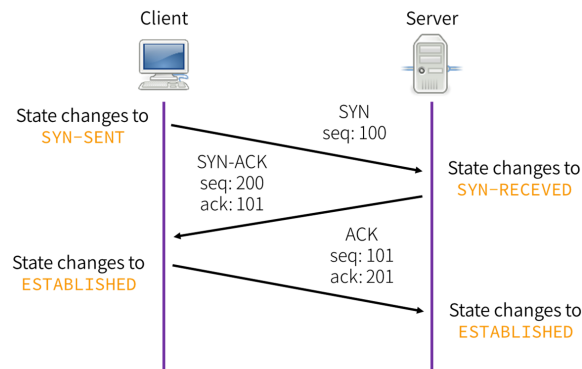 Client
Server
State changes to
SYN-SENT
SYN
seq: 100
SYN-ACK
seq: 200
ack: 101
State changes to
SYN-RECEVED
ACK
seq: 101
ack: 201
State changes to
ESTABLISHED
State changes to
ESTABLISHED